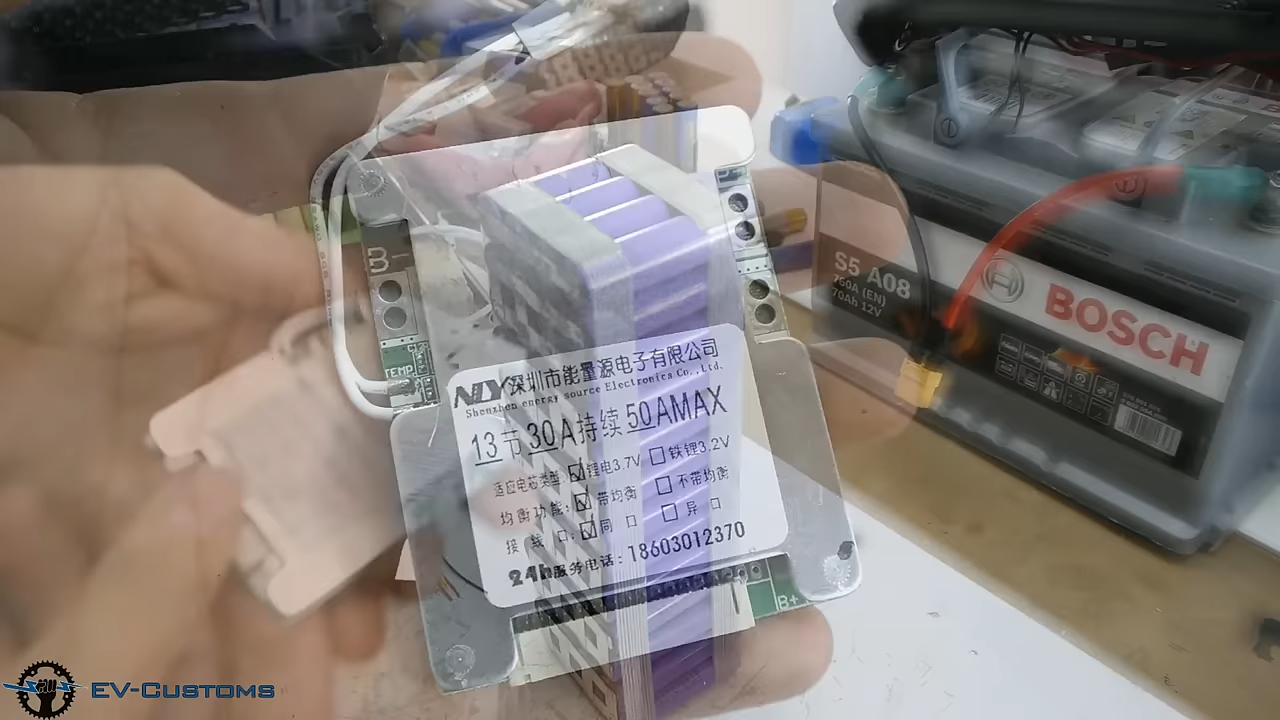 B-
TEMP
NLY深圳市能量源电子有限公司
Shenzhen energy source Electronics Co.,Ltd.
13节30A持续50AMAX
适应电芯类型:☑锂电3.7V ☐铁锂3.2V
均衡功能:☑带均衡 ☐不带均衡
接线口:☑同口 ☐异口
24h服务电话:18603012370
B+
S5 A08
760A (EN)
70Ah 12V
BOSCH
EV-CUSTOMS